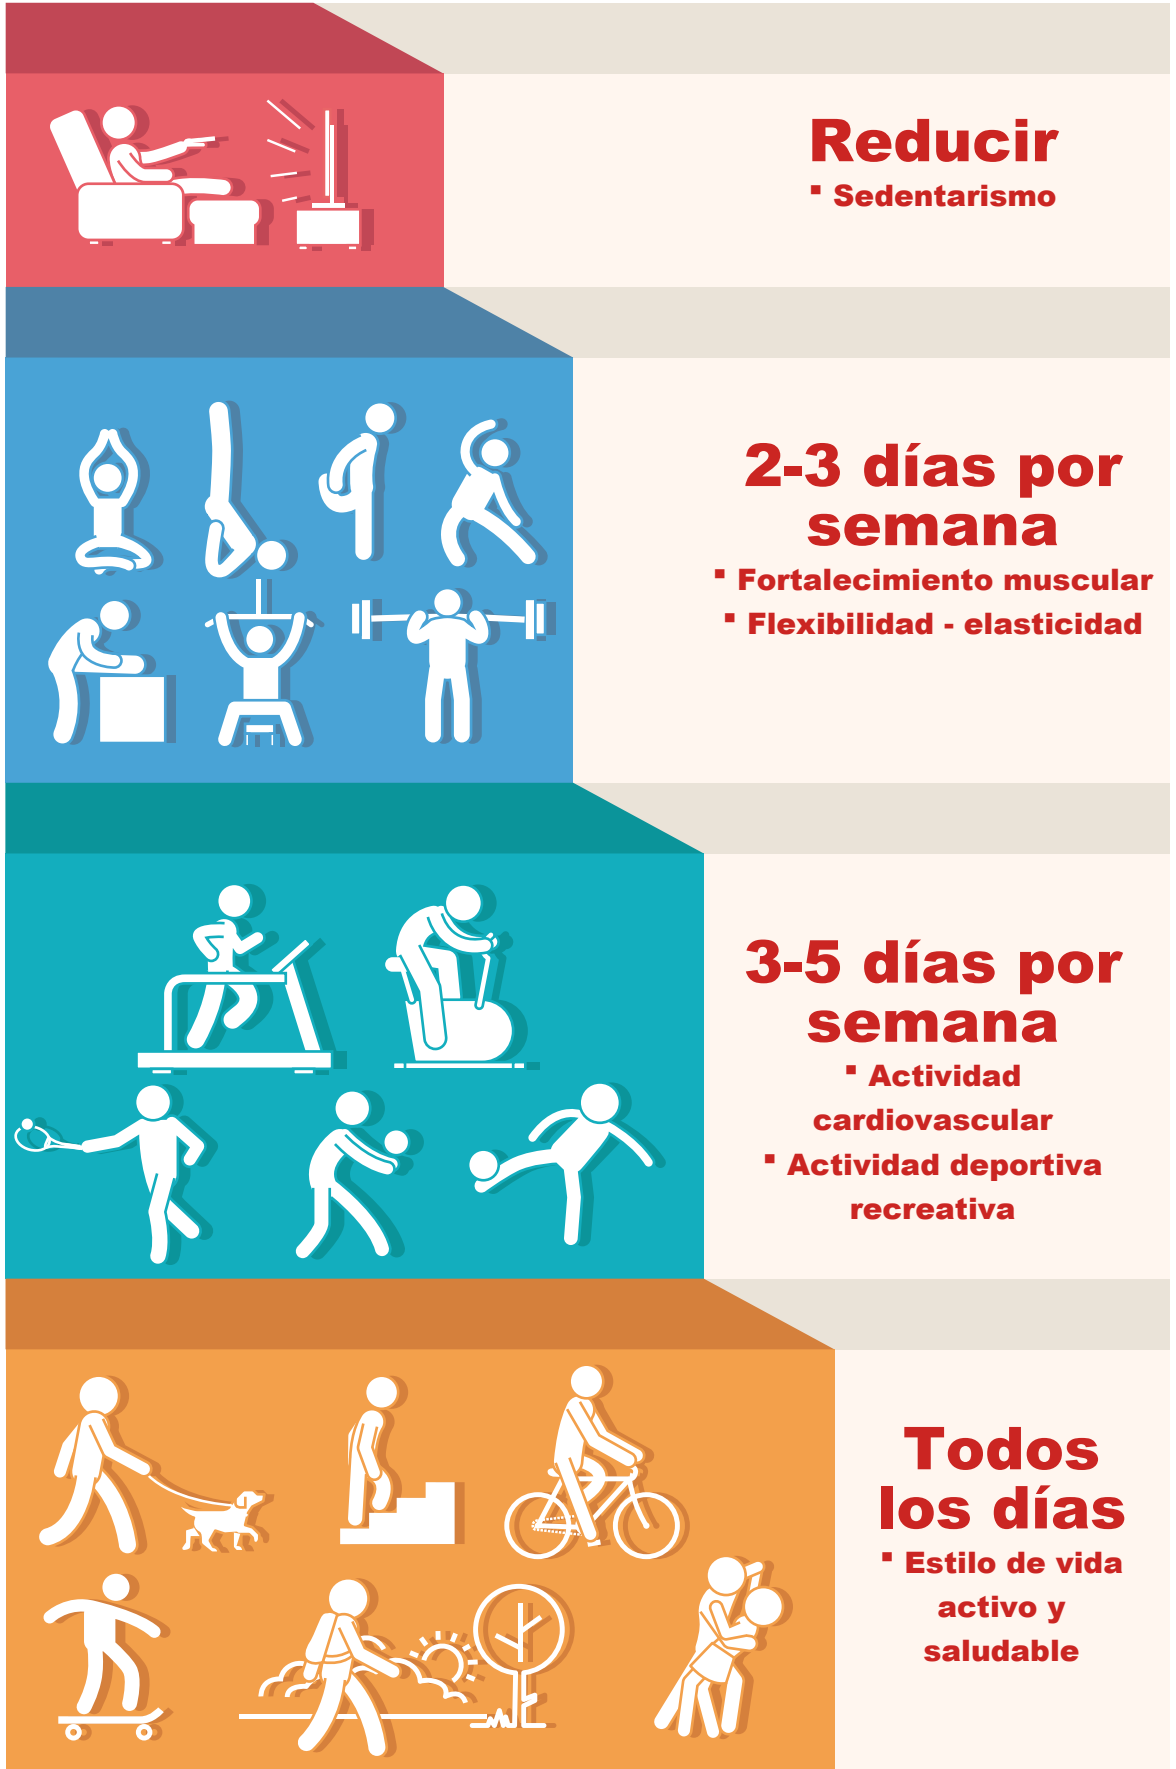 Reducir
▪ Sedentarismo
2-3 días por
semana
▪ Fortalecimiento muscular
▪ Flexibilidad - elasticidad
3-5 días por
semana
▪ Actividad
cardiovascular
▪ Actividad deportiva
recreativa
Todos
los días
▪ Estilo de vida
activo y
saludable